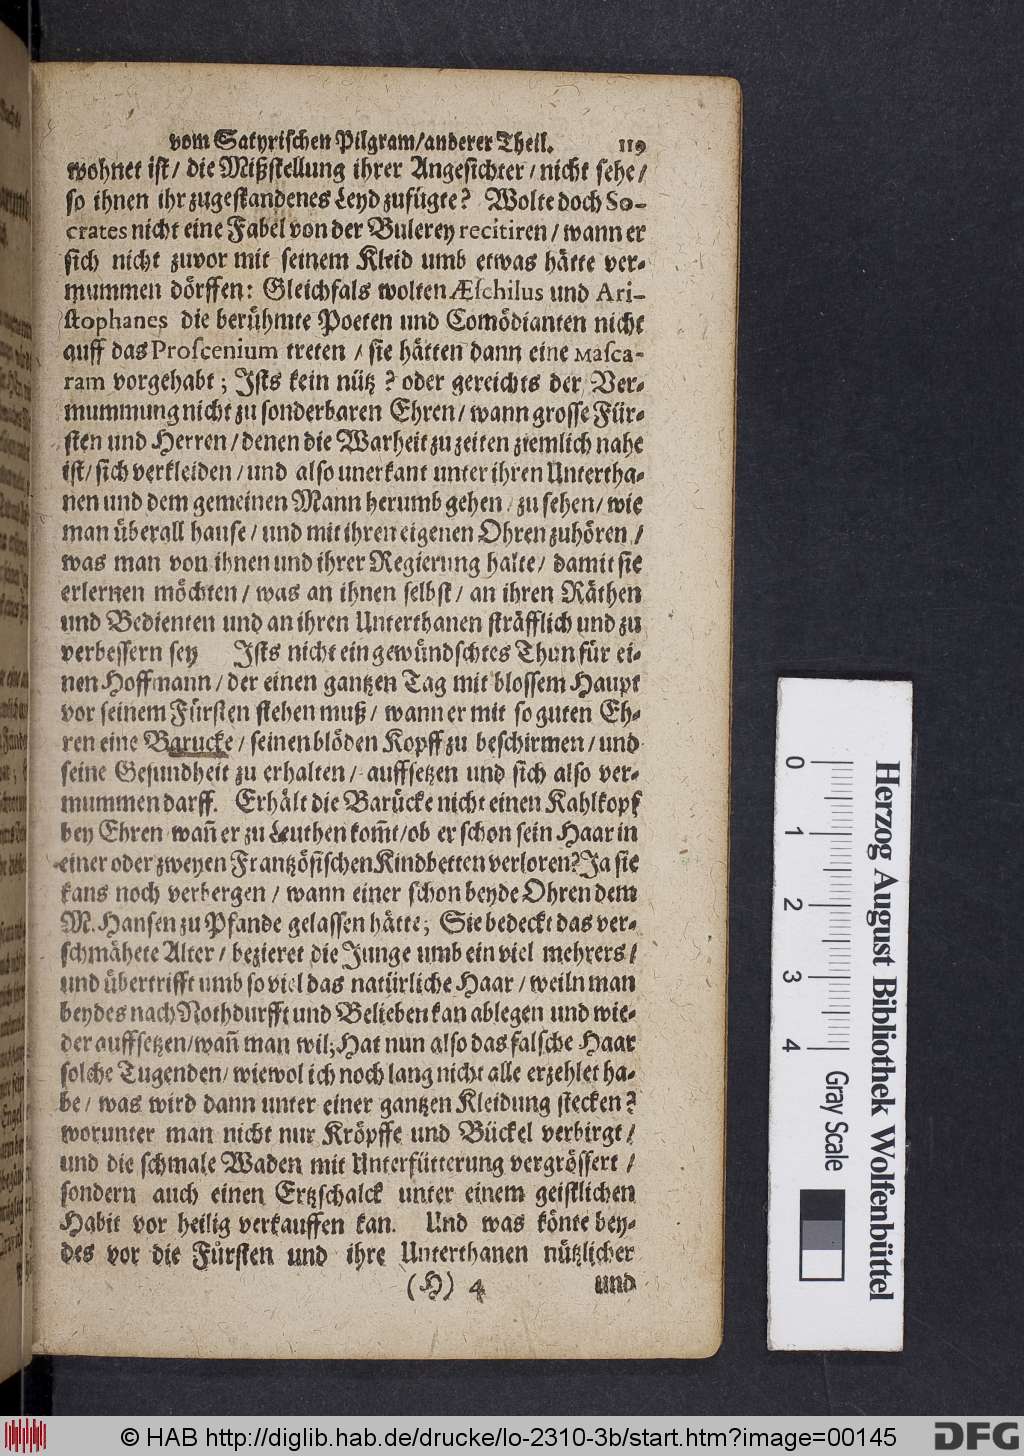 vom Satyrischen Pilgram/anderer Theil. 119
wohnet ist/ die Mißstellung ihrer Angesichter/nicht sehe/
so ihnen ihr zugestandenes Leyd zufügte? Wolte doch So-
crates nicht eine Fabel von der Bulerey recitiren/wann er
sich nicht zuvor mit seinem Kleid umb etwas hätte ver-
mummen dörffen: Gleichfals wolten Æſchilus und Ari-
stophanes die berühmte Poeten und Comödianten nicht
auff das Proſcenium treten/sie hätten dann eine Maſca-
ram vorgehabt; Ists kein nütz? oder gereichts der Ver-
mummung nicht zu sonderbaren Ehren/wann grosse Für-
sten und Herren/denen die Warheit zu zeiten ziemlich nahe
ist/sich verkleiden/und also unerkant unter ihren Untertha-
nen und dem gemeinen Mann herumb gehen/zu sehen/wie
man überall hause/und mit ihren eigenen Ohren zuhören/
was man von ihnen und ihrer Regierung halte/damit sie
erlernen möchten/was an ihnen selbst/an ihren Räthen
und Bedienten und an ihren Unterthanen sträfflich und zu
verbessern sey Ists nicht ein gewündschtes Thun für ei-
nen Hoffmann/der einen gantzen Tag mit blossem Haupt
vor seinem Fürsten stehen muß/wann er mit so guten Eh-
ren eine Barucke/seinen blöden Kopff zu beschirmen/und
seine Gesundheit zu erhalten/auffsetzen und sich also ver-
mummen darff. Erhält die Barücke nicht einen Kahlkopf
bey Ehren wañ er zu Leuthen kom̃t/ob er schon sein Haar in
einer oder zweyen Frantzösischen Kindbetten verloren? Ja sie
kans noch verbergen/wann einer schon beyde Ohren dem
M. Hansen zu Pfande gelassen hätte; Sie bedeckt das ver-
schmähete Alter/bezieret die Junge umb ein viel mehrers/
und übertrifft umb so viel das natürliche Haar/weiln man
beydes nach Nothdurfft und Belieben kan ablegen und wie-
der auffsetzen/wañ man wil; Hat nun also das falsche Haar
solche Tugenden/wiewol ich noch lang nicht alle erzehlet ha-
be/was wird dann unter einer gantzen Kleidung stecken?
worunter man nicht nur Kröpffe und Bückel verbirgt/
und die schmale Waden mit Unterfütterung vergrössert/
sondern auch einen Ertzschalck unter einem geistlichen
Habit vor heilig verkauffen kan. Und was könte bey-
des vor die Fürsten und ihre Unterthanen nützlicher
(H) 4 und
Herzog August Bibliothek Wolfenbüttel
0 1 2 3 4
Gray Scale
© HAB http://diglib.hab.de/drucke/lo-2310-3b/start.htm?image=00145
DFG